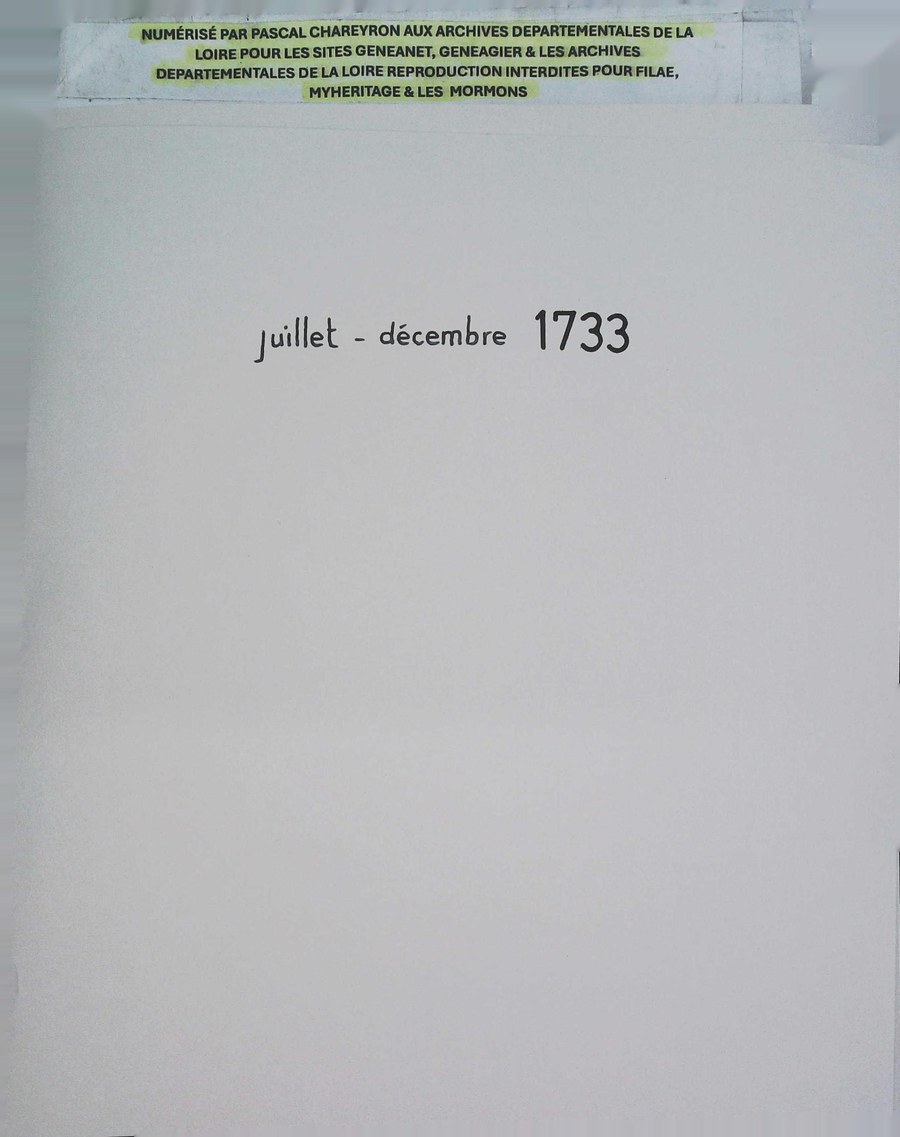 NUMÉRISÉ PAR PASCAL CHAREYRON AUX ARCHIVES DEPARTEMENTALES DE LA
LOIRE POUR LES SITES GENEANET, GENEAGIER & LES ARCHIVES
DEPARTEMENTALES DE LA LOIRE REPRODUCTION INTERDITES POUR FILAE,
MYHERITAGE & LES MORMONS
juillet - décembre 1733